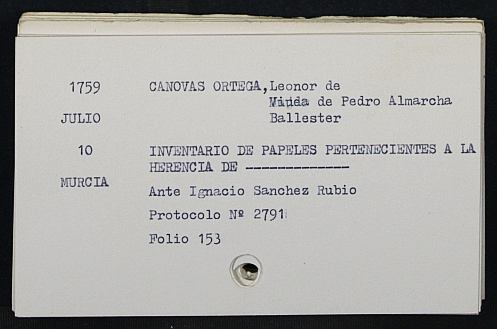 1759 CANOVAS ORTEGA, Leonor de
Viuda de Pedro Almarcha
JULIO Ballester
10 INVENTARIO DE PAPELES PERTENECIENTES A LA
HERENCIA DE -------------
MURCIA
Ante Ignacio Sanchez Rubio
Protocolo Nº 2791
Folio 153